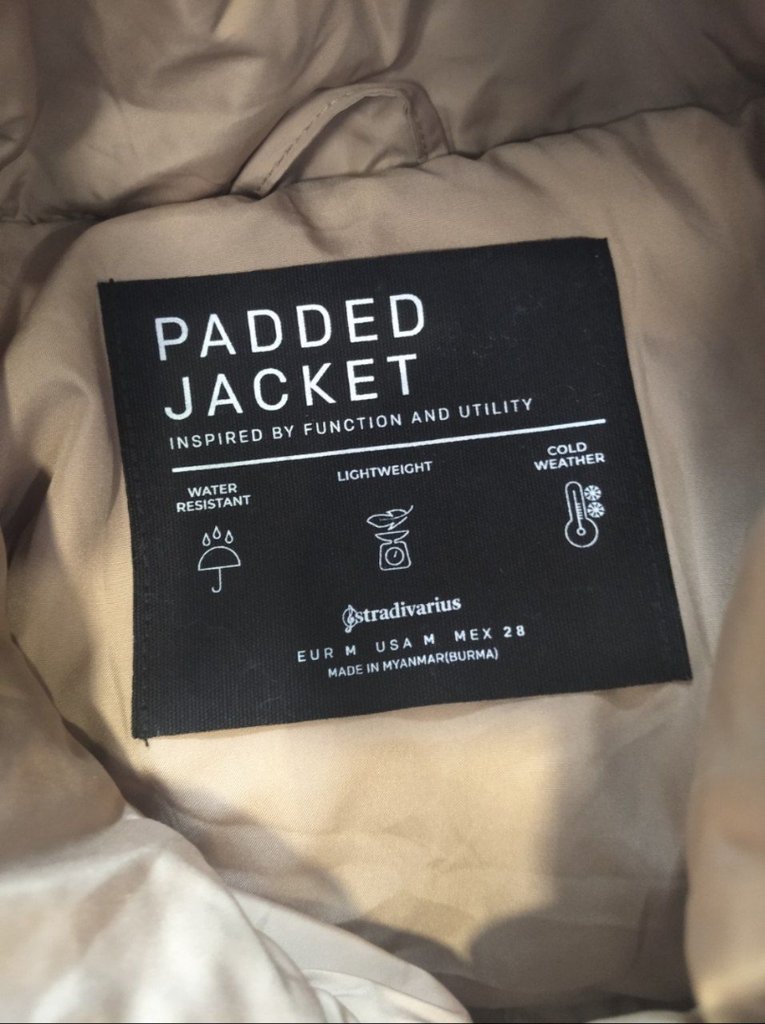 PADDED
JACKET
INSPIRED BY FUNCTION AND UTILITY
WATER
RESISTANT
LIGHTWEIGHT
COLD
WEATHER
stradivarius
EUR M USA M MEX 28
MADE IN MYANMAR(BURMA)